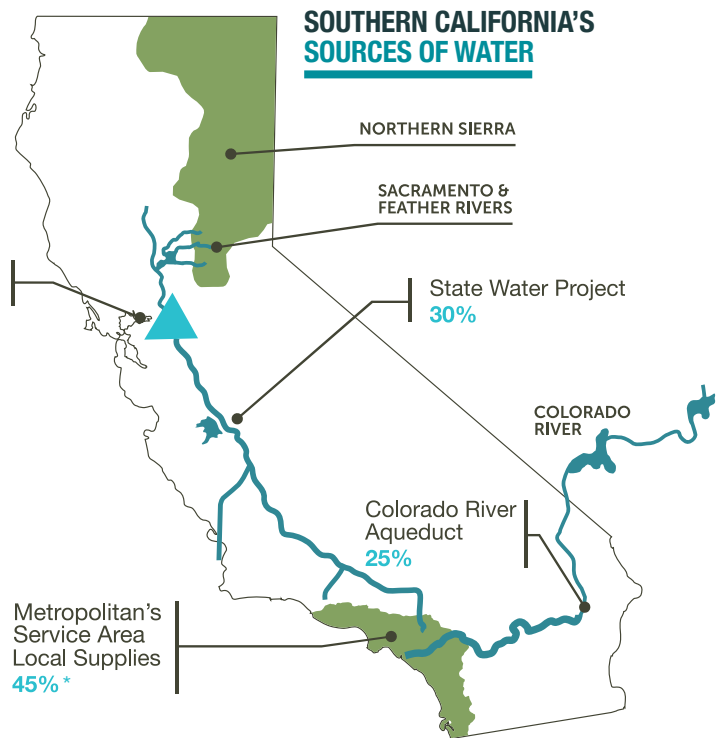 SOUTHERN CALIFORNIA'S
SOURCES OF WATER
NORTHERN SIERRA
SACRAMENTO &
FEATHER RIVERS
State Water Project
30%
COLORADO
RIVER
Colorado River
Aqueduct
25%
Metropolitan's
Service Area
Local Supplies
45% *